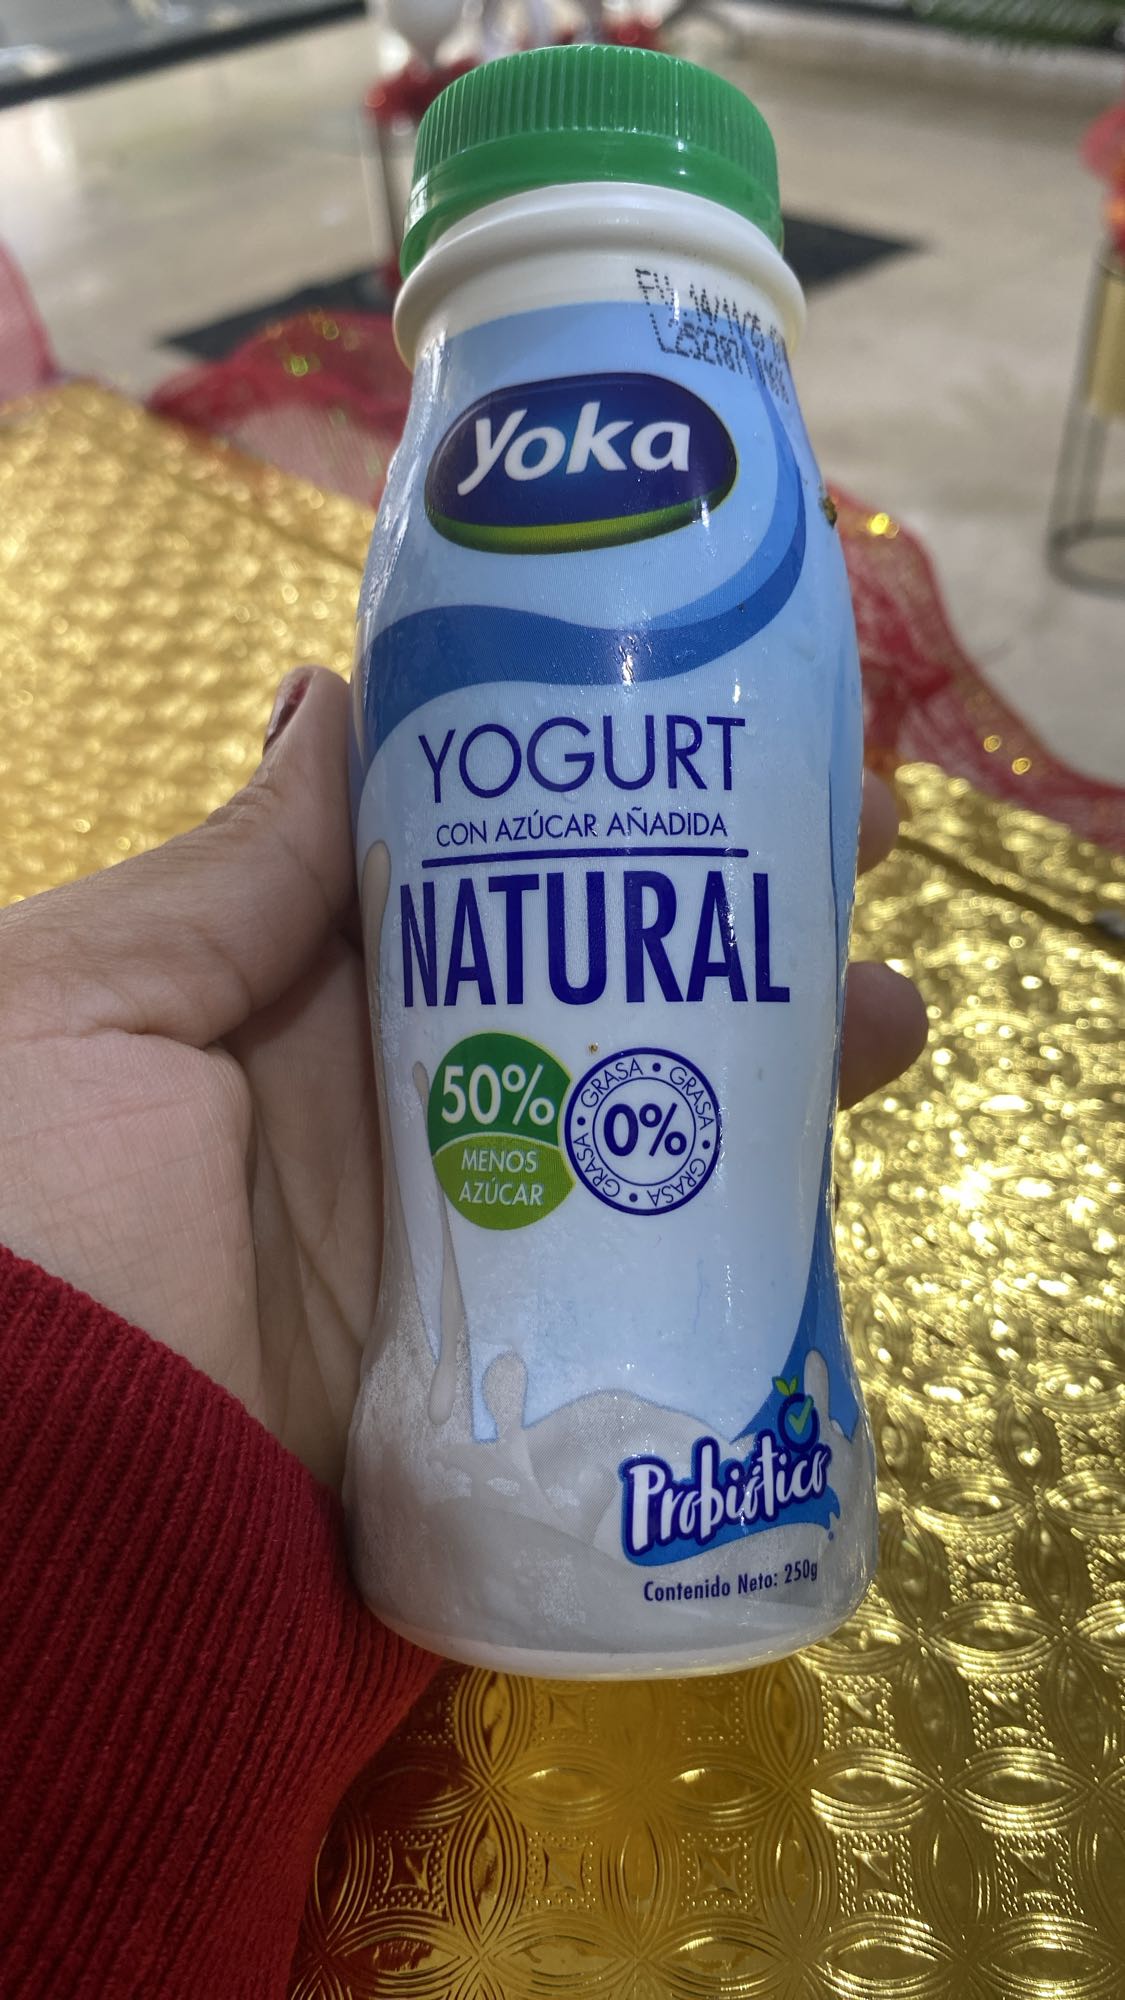 yoka
YOGURT
CON AZÚCAR AÑADIDA
NATURAL
50%
MENOS
AZÚCAR
GRASA • GRASA • GRASA • GRASA •
0%
Probiótico
Contenido Neto: 250g